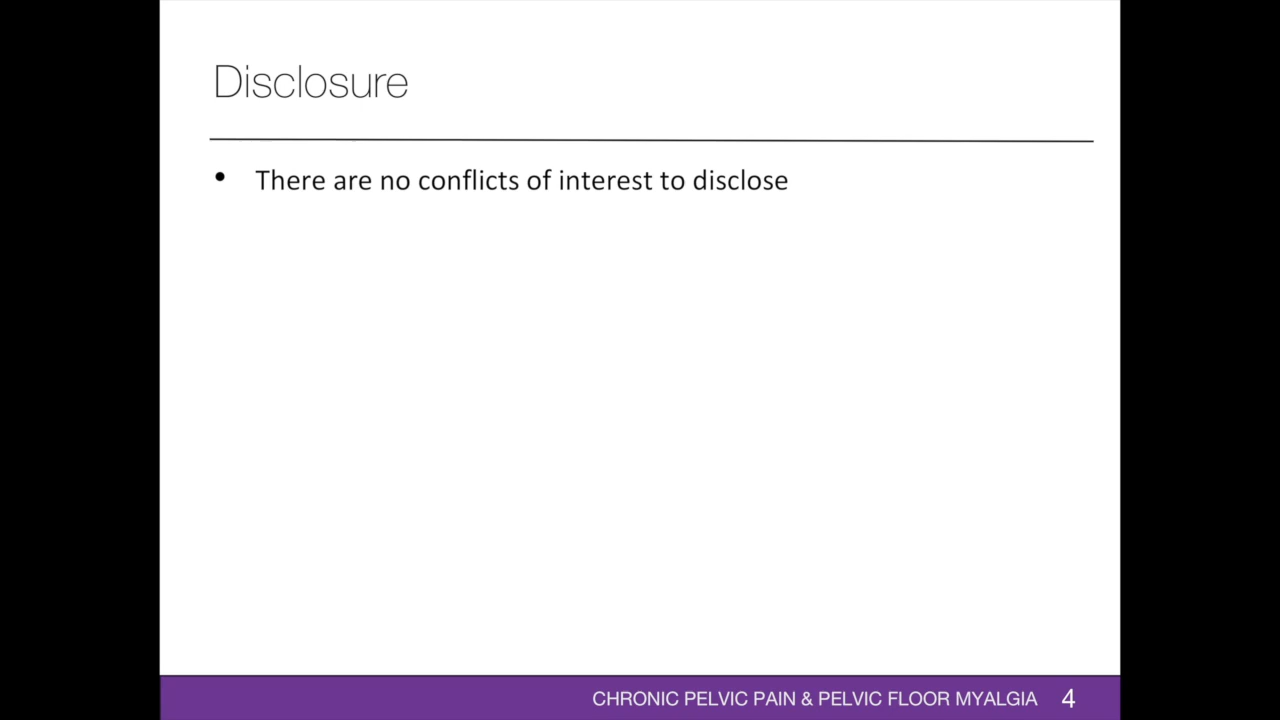 Disclosure
• There are no conflicts of interest to disclose
CHRONIC PELVIC PAIN & PELVIC FLOOR MYALGIA 4